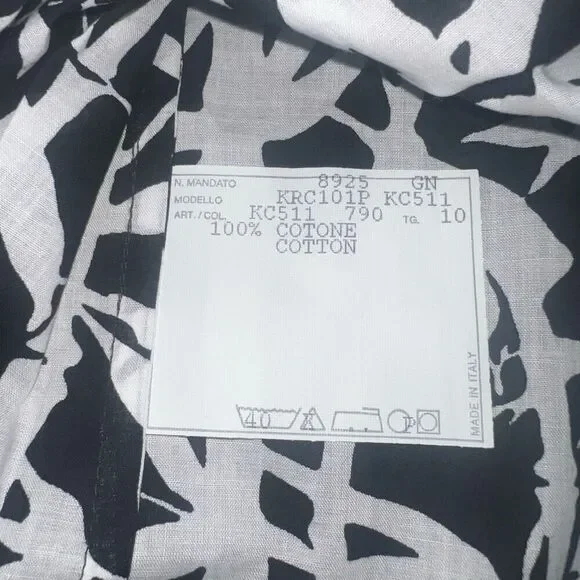 N. MANDATO 8925 GN
MODELLO KRC101P KC511
ART./COL. KC511 790 TG. 10
100% COTONE
COTTON
MADE IN ITALY
40 P